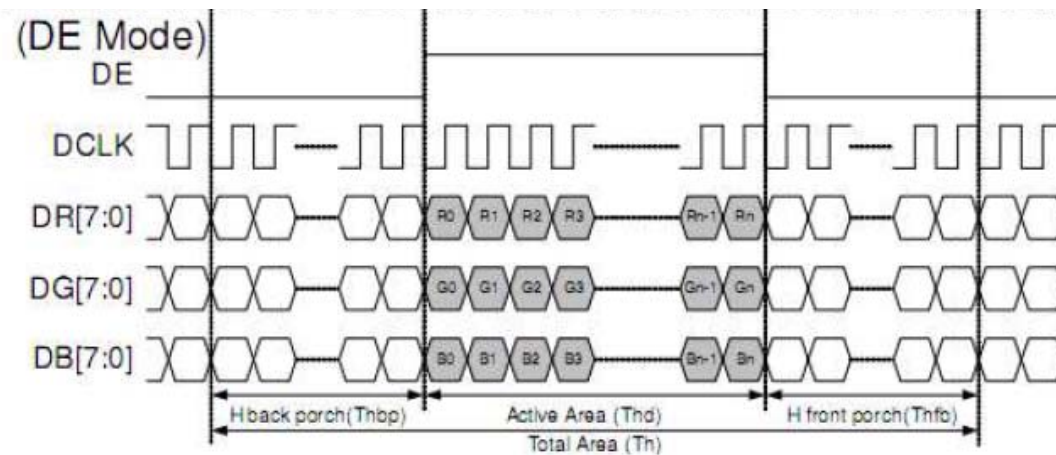 (DE Mode)
DE
DCLK
DR[7:0] R0 R1 R2 R3 Rn-1 Rn
DG[7:0] G0 G1 G2 G3 Gn-1 Gn
DB[7:0] B0 B1 B2 B3 Bn-1 Bn
H back porch(Thbp) Active Area (Thd) H front porch(Thfb)
Total Area (Th)